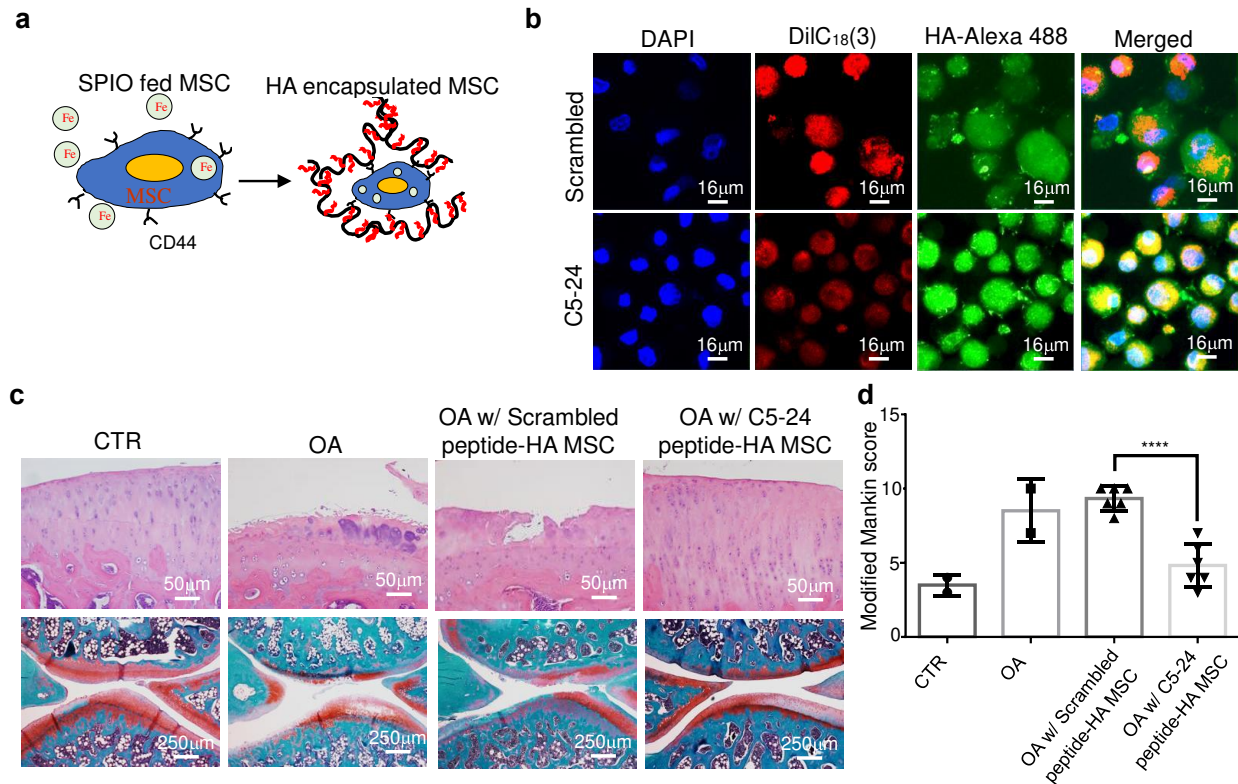 a
SPIO fed MSC
HA encapsulated MSC
Fe
Fe
Fe
Fe
Fe
MSC
CD44
b
DAPI
DilC18(3)
HA-Alexa 488
Merged
Scrambled
16μm
16μm
16μm
16μm
C5-24
16μm
16μm
16μm
16μm
c
CTR
OA
OA w/ Scrambled
peptide-HA MSC
OA w/ C5-24
peptide-HA MSC
50μm
50μm
50μm
50μm
250μm
250μm
250μm
250μm
d
Modified Mankin score
15
10
5
0
****
CTR
OA
OA w/ Scrambled
peptide-HA MSC
OA w/ C5-24
peptide-HA MSC